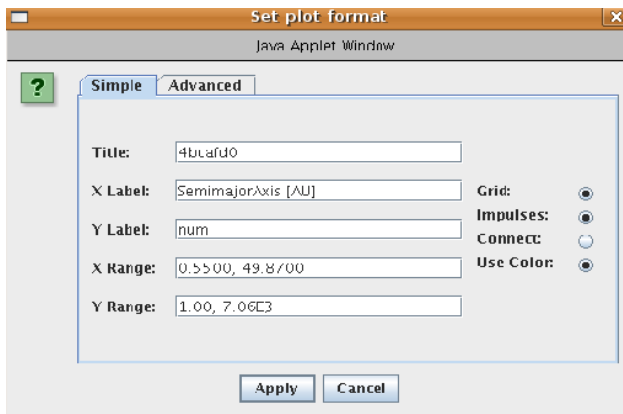 Set plot format
Java Applet Window
?
Simple Advanced
Title:
X Label: SemimajorAxis [AU]
Y Label: num
X Range: 0.5500, 49.8700
Y Range: 1.00, 7.06E3
Grid:
Impulses:
Connect:
Use Color:
Apply Cancel